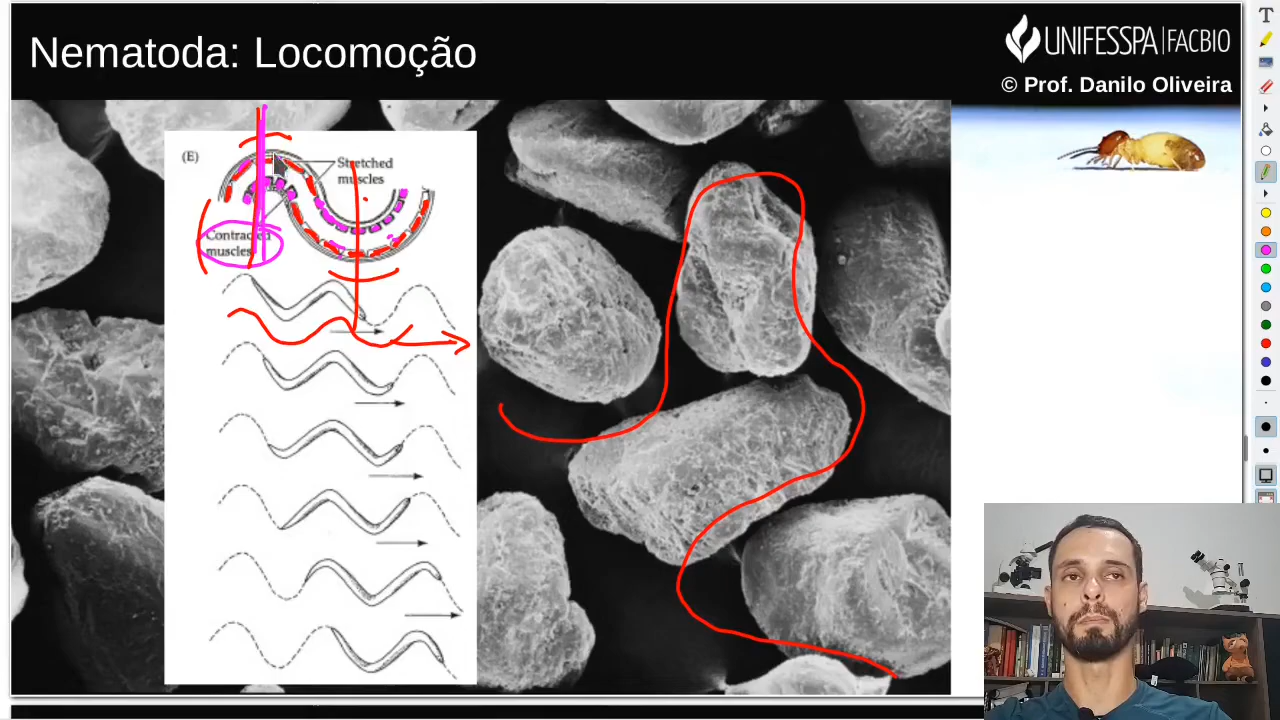 Nematoda: Locomoção
UNIFESSPA|FACBIO
© Prof. Danilo Oliveira
(E)
Stretched
muscles
Contracted
muscles
T